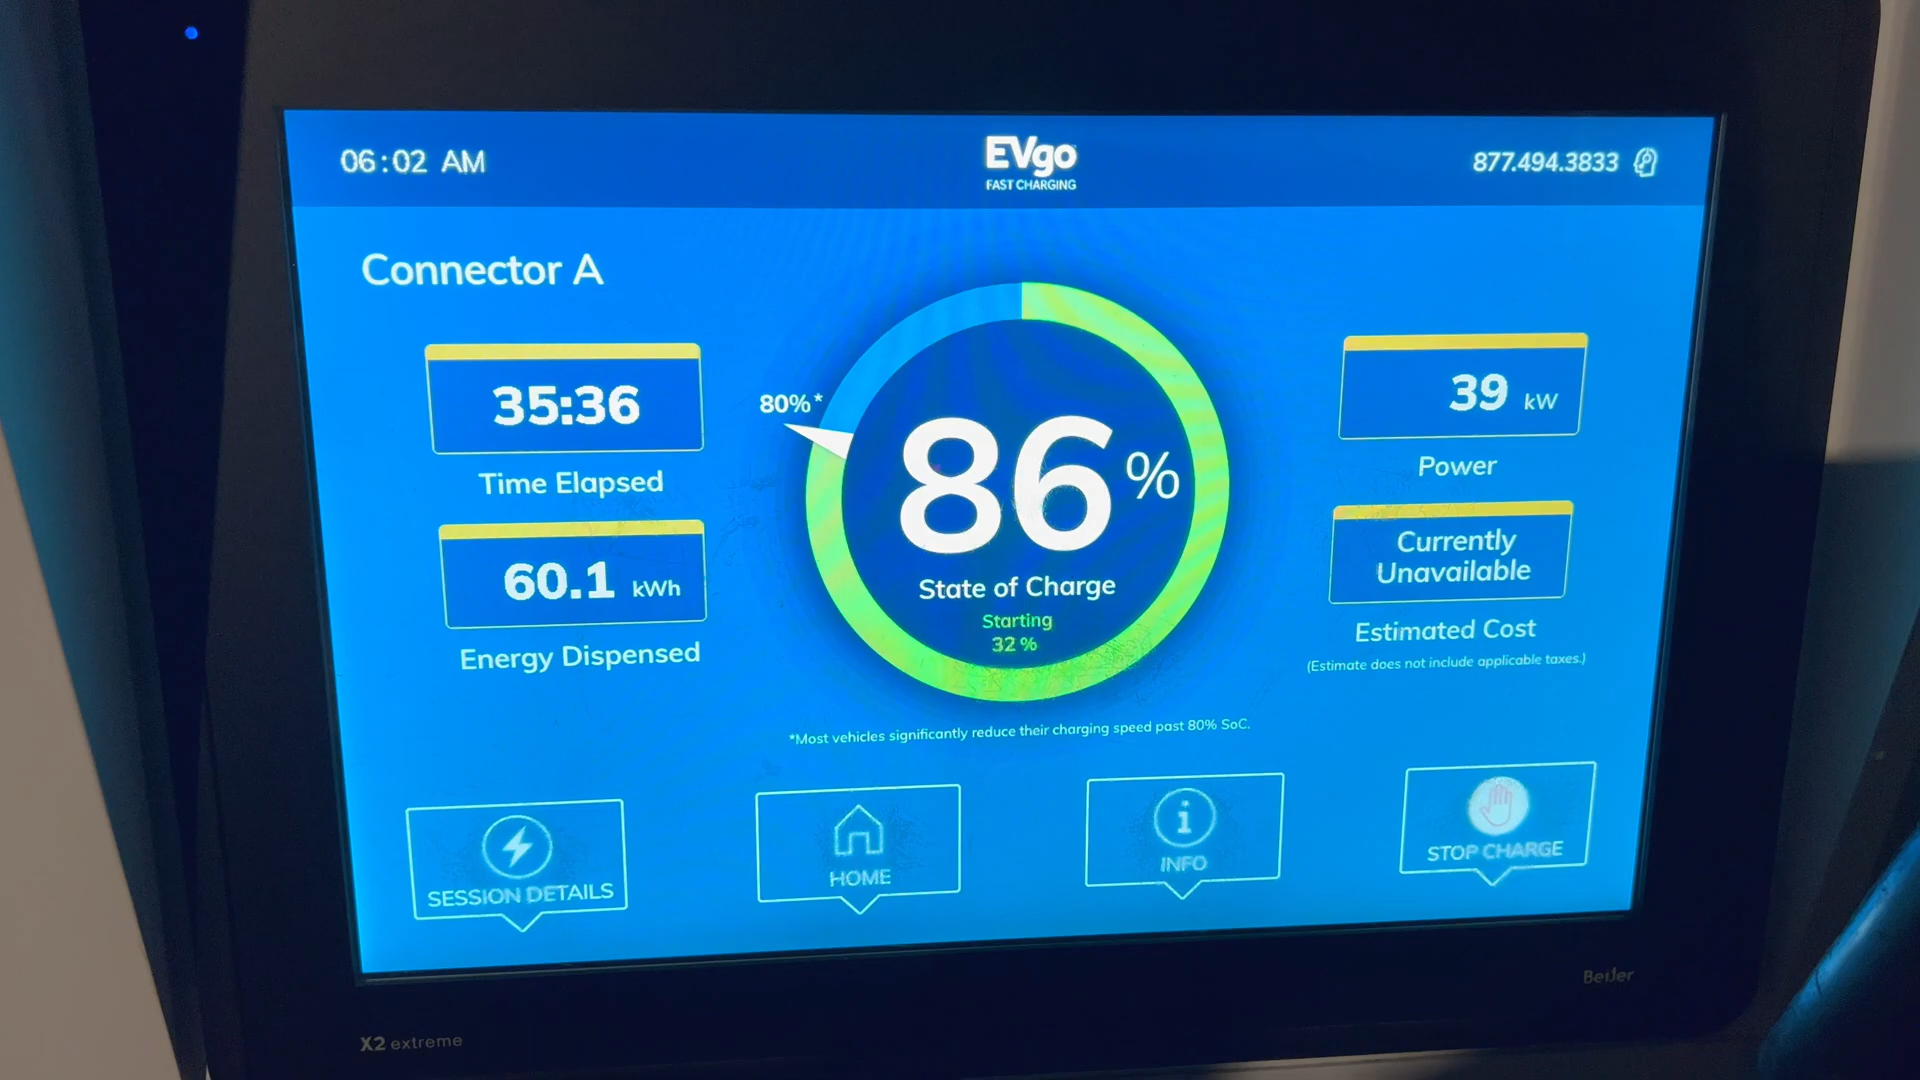 06:02 AM
EVgo
FAST CHARGING
877.494.3833
Connector A
35:36
Time Elapsed
60.1 kWh
Energy Dispensed
80%*
86%
State of Charge
Starting
32 %
39 kW
Power
Currently
Unavailable
Estimated Cost
(Estimate does not include applicable taxes.)
*Most vehicles significantly reduce their charging speed past 80% SoC.
SESSION DETAILS
HOME
INFO
STOP CHARGE
Beijer
X2 extreme